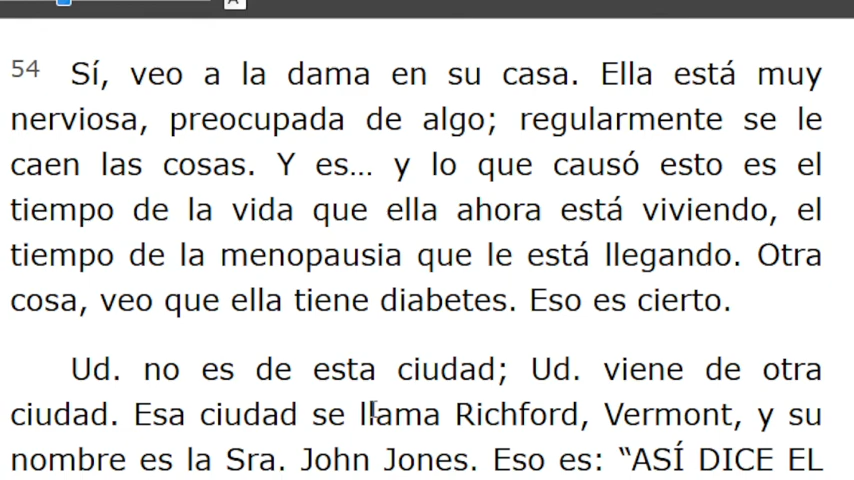 54 Sí, veo a la dama en su casa. Ella está muy
nerviosa, preocupada de algo; regularmente se le
caen las cosas. Y es... y lo que causó esto es el
tiempo de la vida que ella ahora está viviendo, el
tiempo de la menopausia que le está llegando. Otra
cosa, veo que ella tiene diabetes. Eso es cierto.
Ud. no es de esta ciudad; Ud. viene de otra
ciudad. Esa ciudad se llama Richford, Vermont, y su
nombre es la Sra. John Jones. Eso es: “ASÍ DICE EL